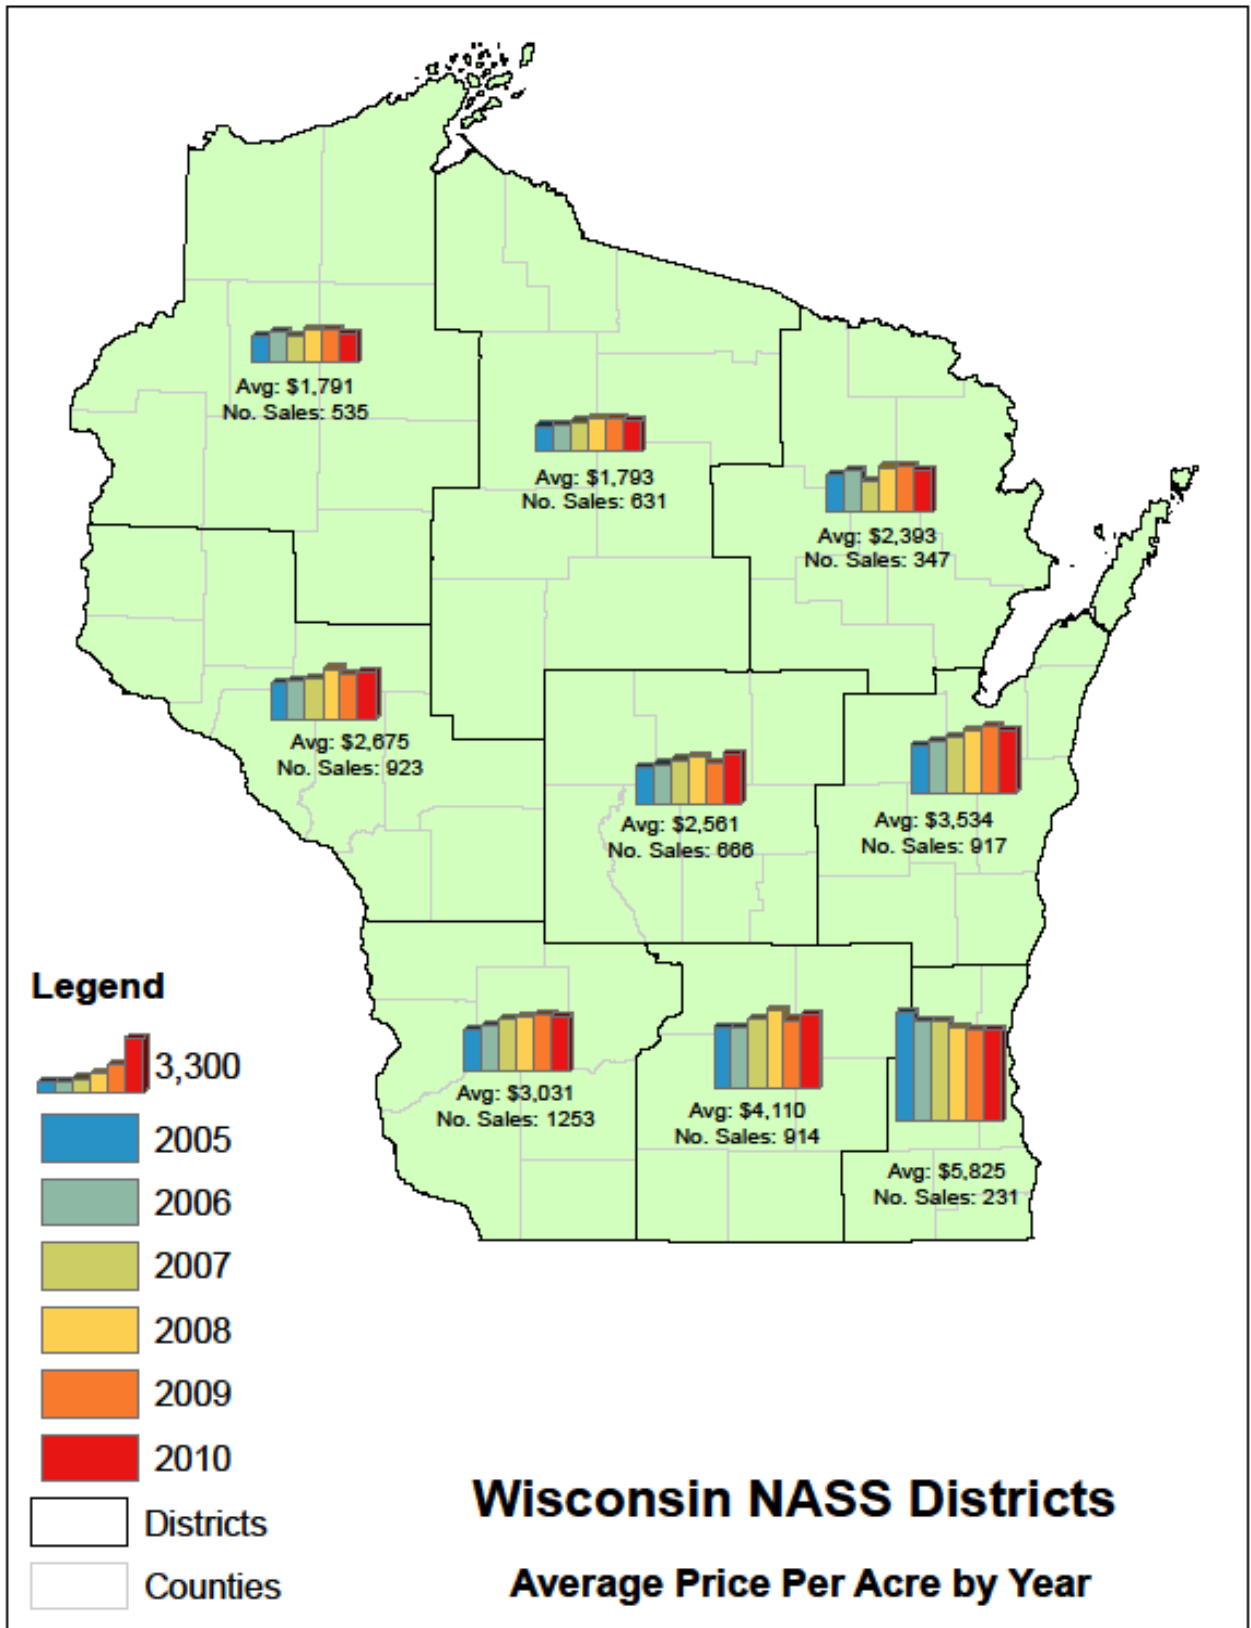 Avg: $1,791
No. Sales: 535
Avg: $1,793
No. Sales: 631
Avg: $2,393
No. Sales: 347
Avg: $2,675
No. Sales: 923
Avg: $2,561
No. Sales: 666
Avg: $3,534
No. Sales: 917
Avg: $3,031
No. Sales: 1253
Avg: $4,110
No. Sales: 914
Avg: $5,825
No. Sales: 231
Legend
3,300
2005
2006
2007
2008
2009
2010
Districts
Counties
Wisconsin NASS Districts
Average Price Per Acre by Year